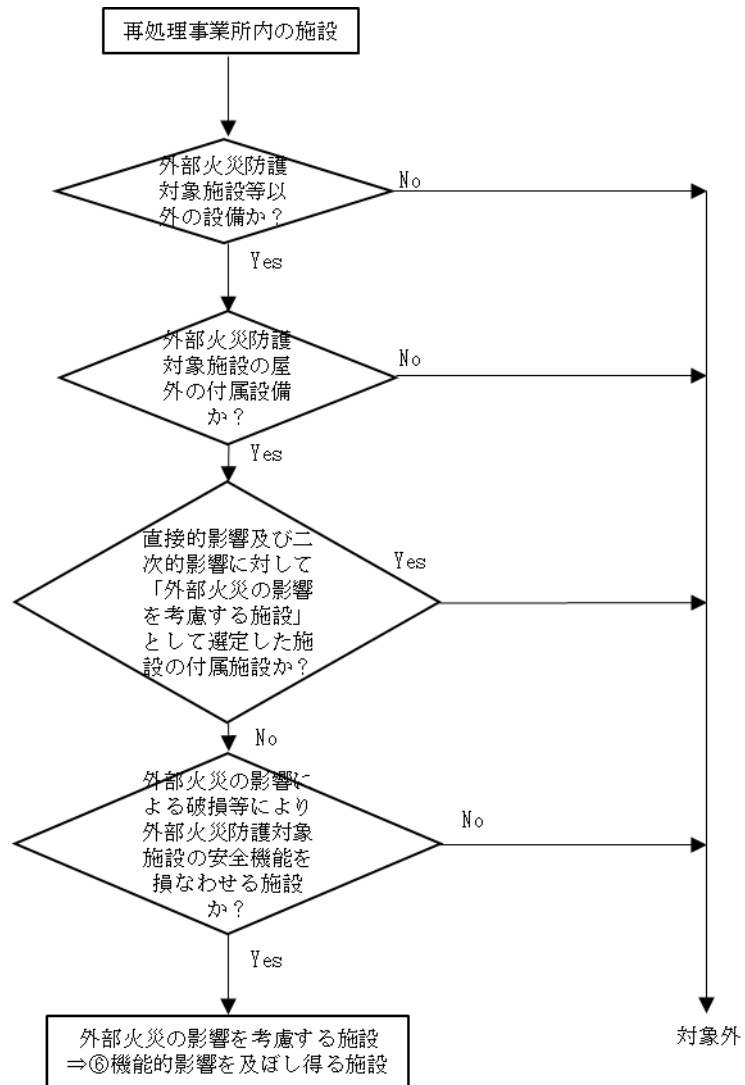 再処理事業所内の施設
外部火災防護
対象施設等以
外の設備か？
No
Yes
外部火災防護
対象施設の屋
外の付属設備
か？
No
Yes
直接的影響及び二
次的影響に対して
「外部火災の影響
を考慮する施設」
として選定した施
設の付属施設か？
Yes
No
外部火災の影響に
よる破損等により
外部火災防護対象
施設の安全機能を
損なわせる施設
か？
No
Yes
外部火災の影響を考慮する施設
⇒⑥機能的影響を及ぼし得る施設
対象外